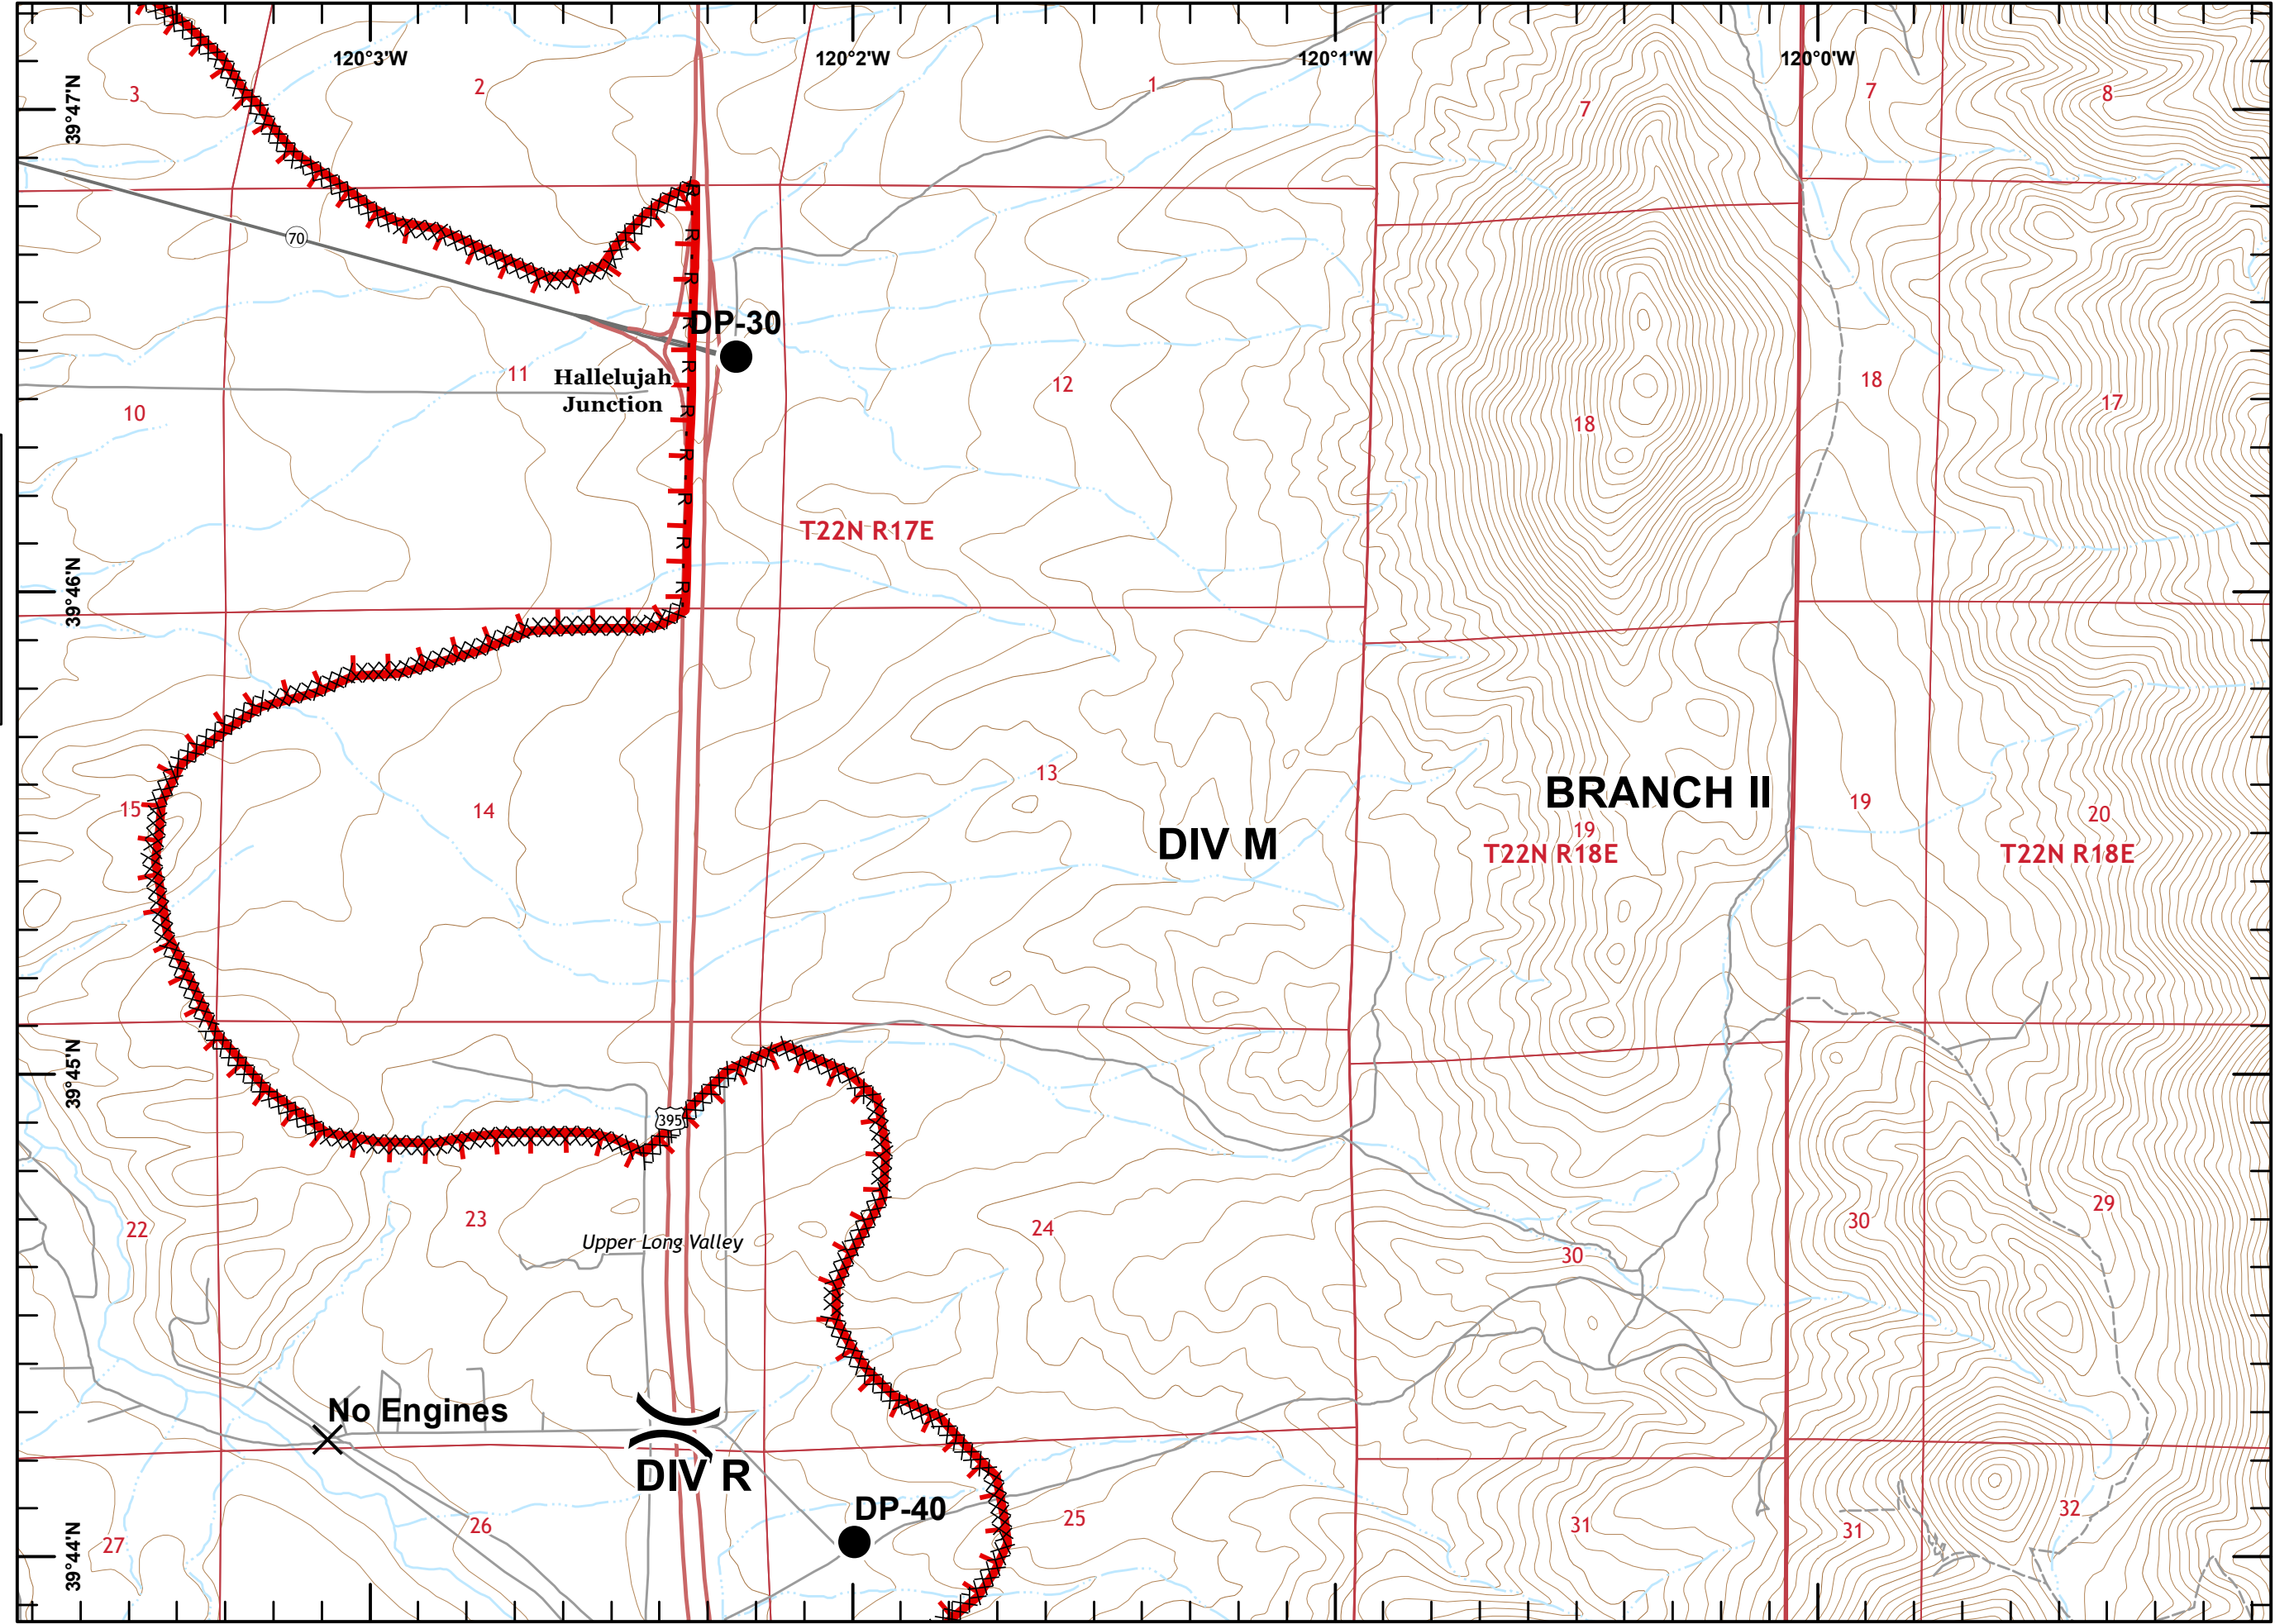 120°3'W
120°2'W
120°1'W
120°0'W
39°47'N
3
2
1
7
7
8
70
R - R - R - R - R - R - R - R - R - R
DP-30
11
Hallelujah
Junction
12
18
17
10
18
T22N R17E
39°46'N
15
14
13
BRANCH II
19
19
20
DIV M
T22N R18E
T22N R18E
39°45'N
395
22
23
24
30
29
30
Upper Long Valley
No Engines
DIV R
DP-40
27
26
25
31
31
32
39°44'N